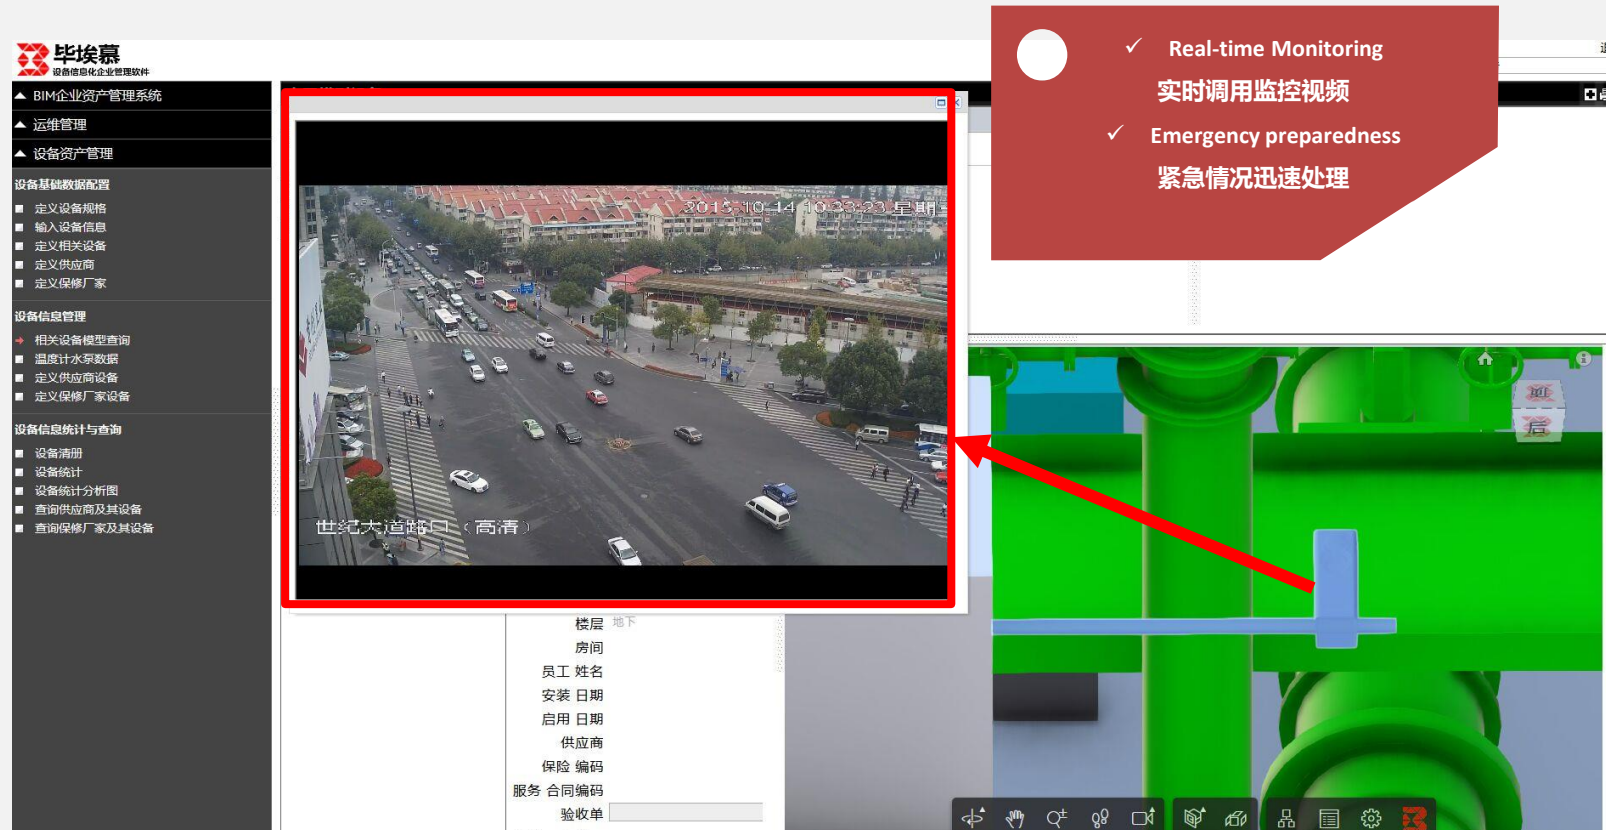 毕埃慕
设备信息化企业管理软件
BIM企业资产管理系统
运维管理
设备资产管理
设备基础数据配置
定义设备规格
输入设备信息
定义相关设备
定义供应商
定义保修厂家
设备信息管理
相关设备模型查询
温度计水泵数据
定义供应商设备
定义保修厂家设备
设备信息统计与查询
设备清册
设备统计
设备统计分析图
查询供应商及其设备
查询保修厂家及其设备
2015-10-14 10:33:23 星期
世纪大道路口（高清）
✓ Real-time Monitoring
实时调用监控视频
✓ Emergency preparedness
紧急情况迅速处理
楼层 地下
房间
员工 姓名
安装 日期
启用 日期
供应商
保险 编码
服务 合同编码
验收单
后